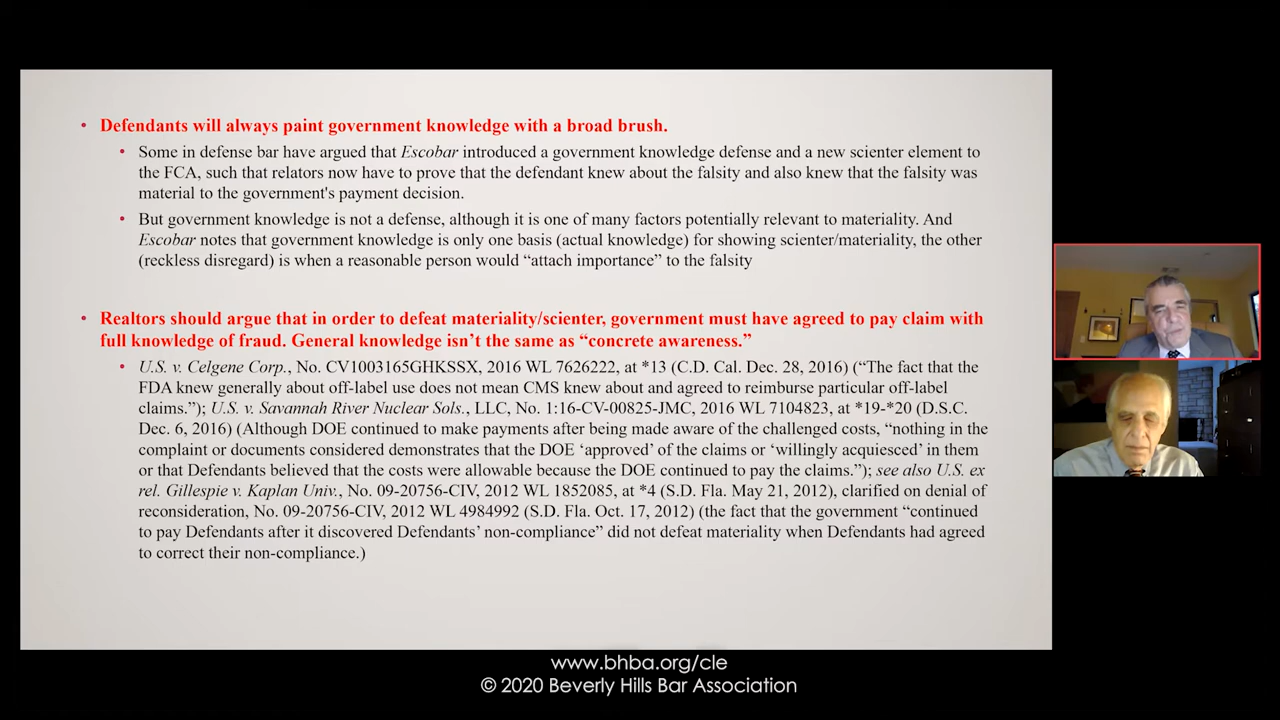 • Defendants will always paint government knowledge with a broad brush.
• Some in defense bar have argued that Escobar introduced a government knowledge defense and a new scienter element to
the FCA, such that relators now have to prove that the defendant knew about the falsity and also knew that the falsity was
material to the government's payment decision.
• But government knowledge is not a defense, although it is one of many factors potentially relevant to materiality. And
Escobar notes that government knowledge is only one basis (actual knowledge) for showing scienter/materiality, the other
(reckless disregard) is when a reasonable person would “attach importance” to the falsity
• Realtors should argue that in order to defeat materiality/scienter, government must have agreed to pay claim with
full knowledge of fraud. General knowledge isn’t the same as “concrete awareness.”
• U.S. v. Celgene Corp., No. CV1003165GHKSSX, 2016 WL 7626222, at *13 (C.D. Cal. Dec. 28, 2016) (“The fact that the
FDA knew generally about off-label use does not mean CMS knew about and agreed to reimburse particular off-label
claims.”); U.S. v. Savannah River Nuclear Sols., LLC, No. 1:16-CV-00825-JMC, 2016 WL 7104823, at *19-*20 (D.S.C.
Dec. 6, 2016) (Although DOE continued to make payments after being made aware of the challenged costs, “nothing in the
complaint or documents considered demonstrates that the DOE ‘approved’ of the claims or ‘willingly acquiesced’ in them
or that Defendants believed that the costs were allowable because the DOE continued to pay the claims.”); see also U.S. ex
rel. Gillespie v. Kaplan Univ., No. 09-20756-CIV, 2012 WL 1852085, at *4 (S.D. Fla. May 21, 2012), clarified on denial of
reconsideration, No. 09-20756-CIV, 2012 WL 4984992 (S.D. Fla. Oct. 17, 2012) (the fact that the government “continued
to pay Defendants after it discovered Defendants’ non-compliance” did not defeat materiality when Defendants had agreed
to correct their non-compliance.)
www.bhba.org/cle
© 2020 Beverly Hills Bar Association